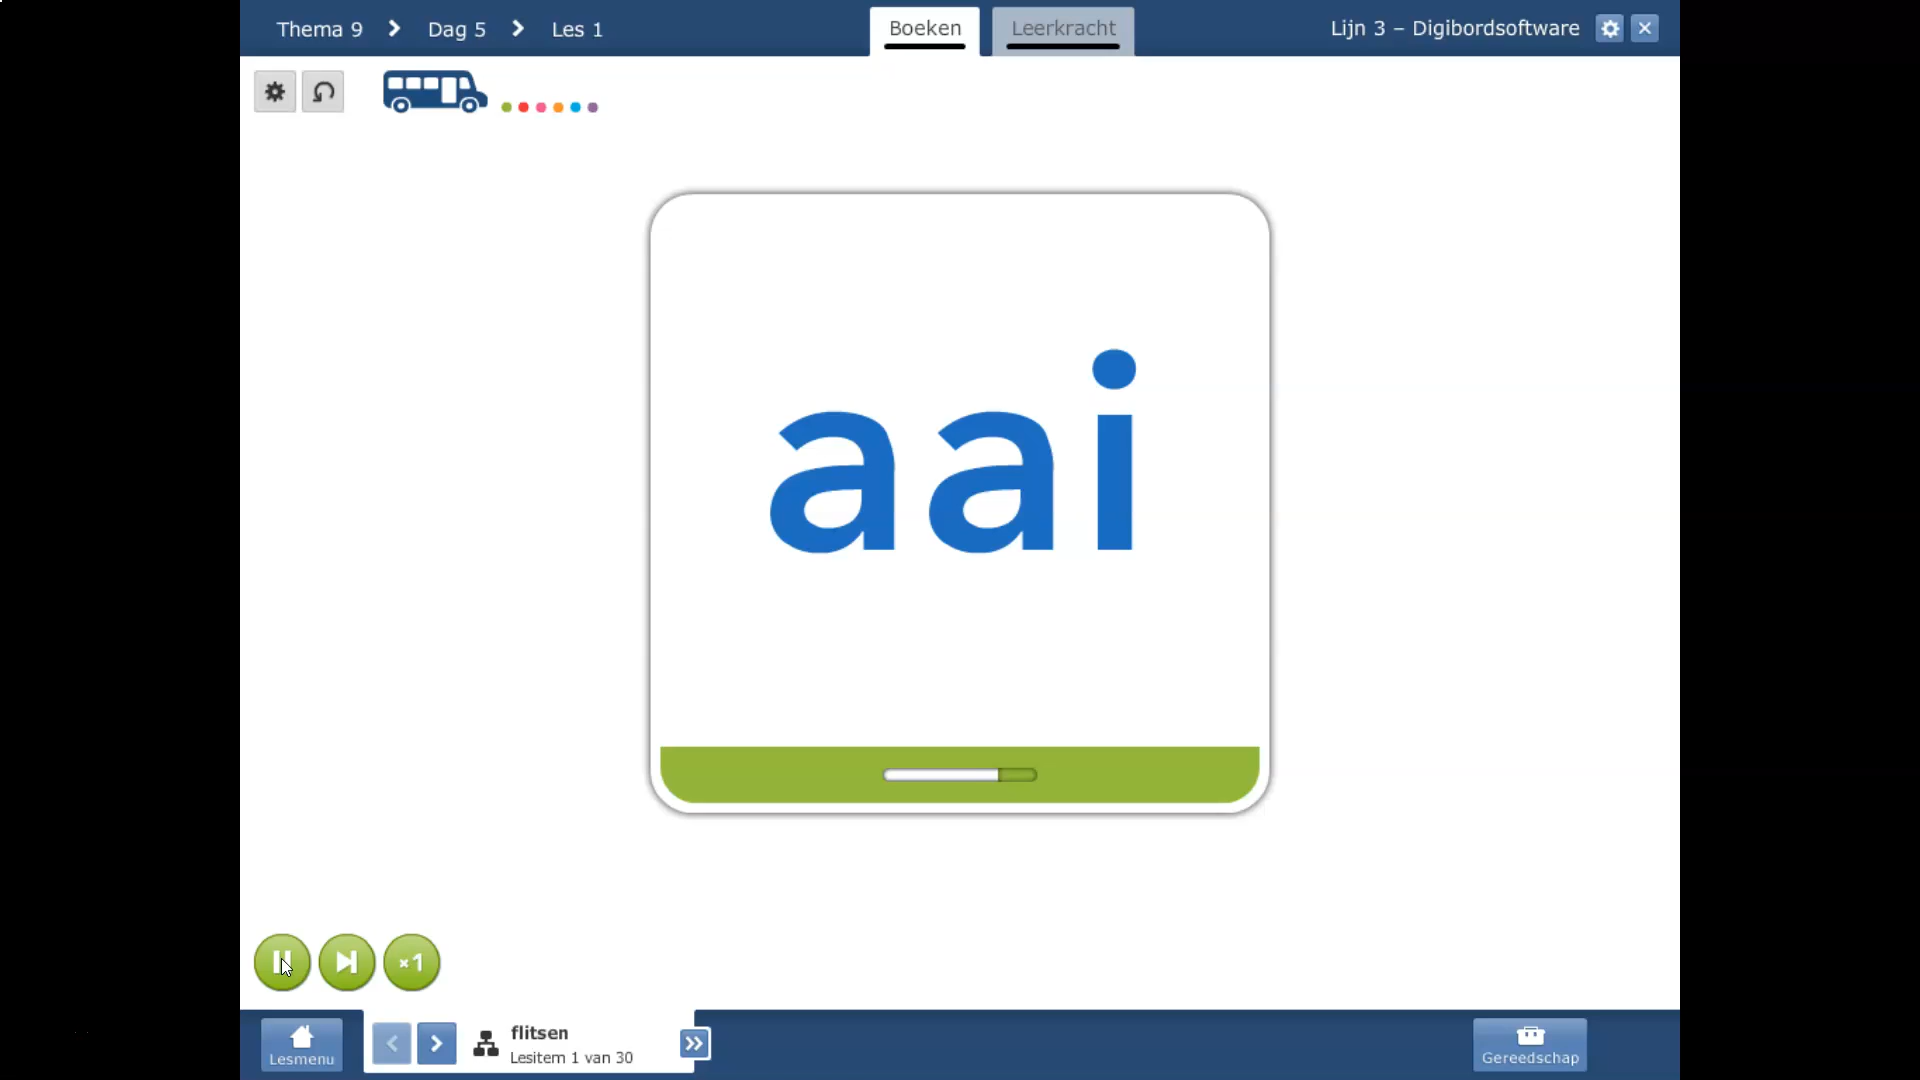 Thema 9 Dag 5 Les 1 Boeken Leerkracht Lijn 3 – Digibordsoftware
aai
×1
flitsen
Lesmenu Lesitem 1 van 30 Gereedschap